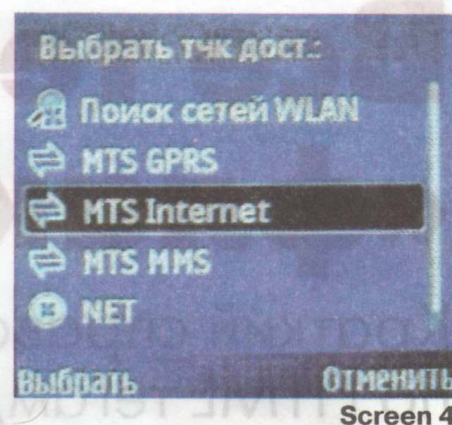 Выбрать тчк дост.:
Поиск сетей WLAN
MTS GPRS
MTS Internet
MTS MMS
NET
Выбрать Отменить
Screen 4